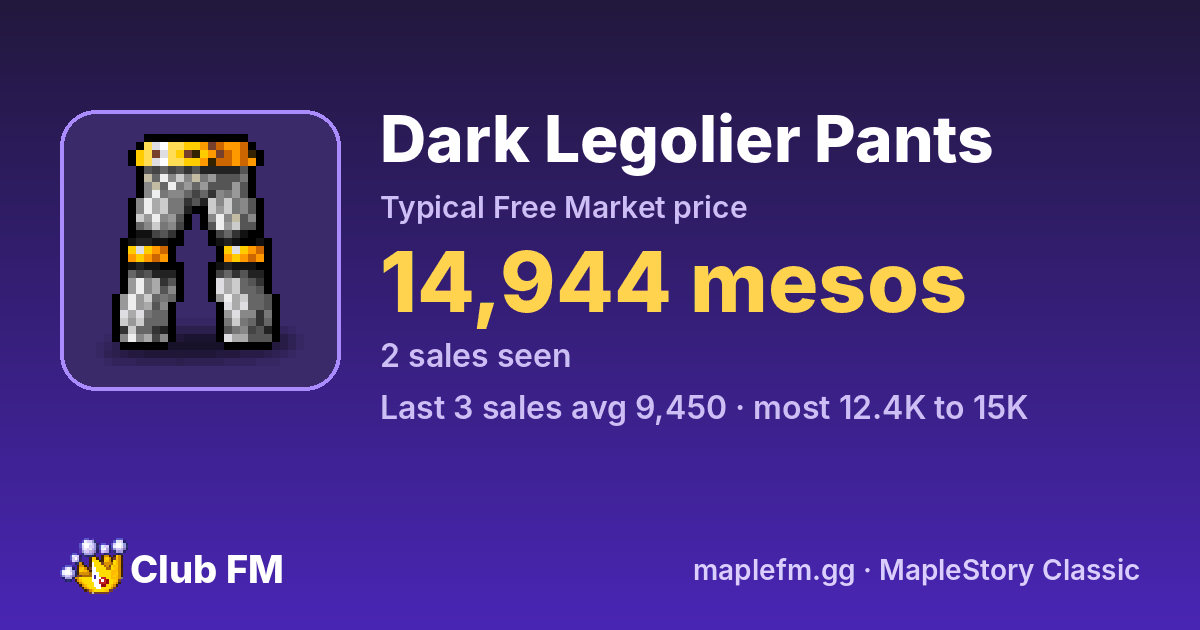 Dark Legolier Pants
Typical Free Market price
14,944 mesos
2 sales seen
Last 3 sales avg 9,450 · most 12.4K to 15K
Club FM
maplefm.gg · MapleStory Classic